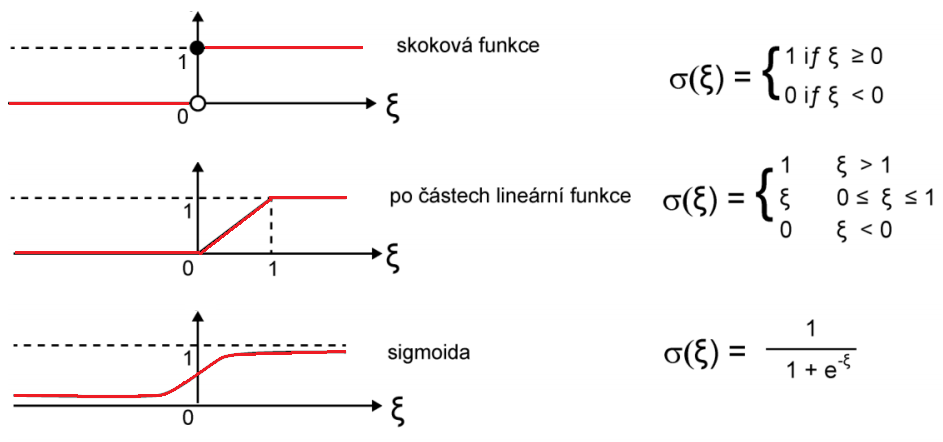 1
0
ξ
skoková funkce
σ(ξ) = { 1 if ξ ≥ 0
0 if ξ < 0
1
0
1
ξ
po částech lineární funkce
σ(ξ) = { 1 ξ > 1
ξ 0 ≤ ξ ≤ 1
0 ξ < 0
1
0
ξ
sigmoida
σ(ξ) = 1
1 + e^-ξ